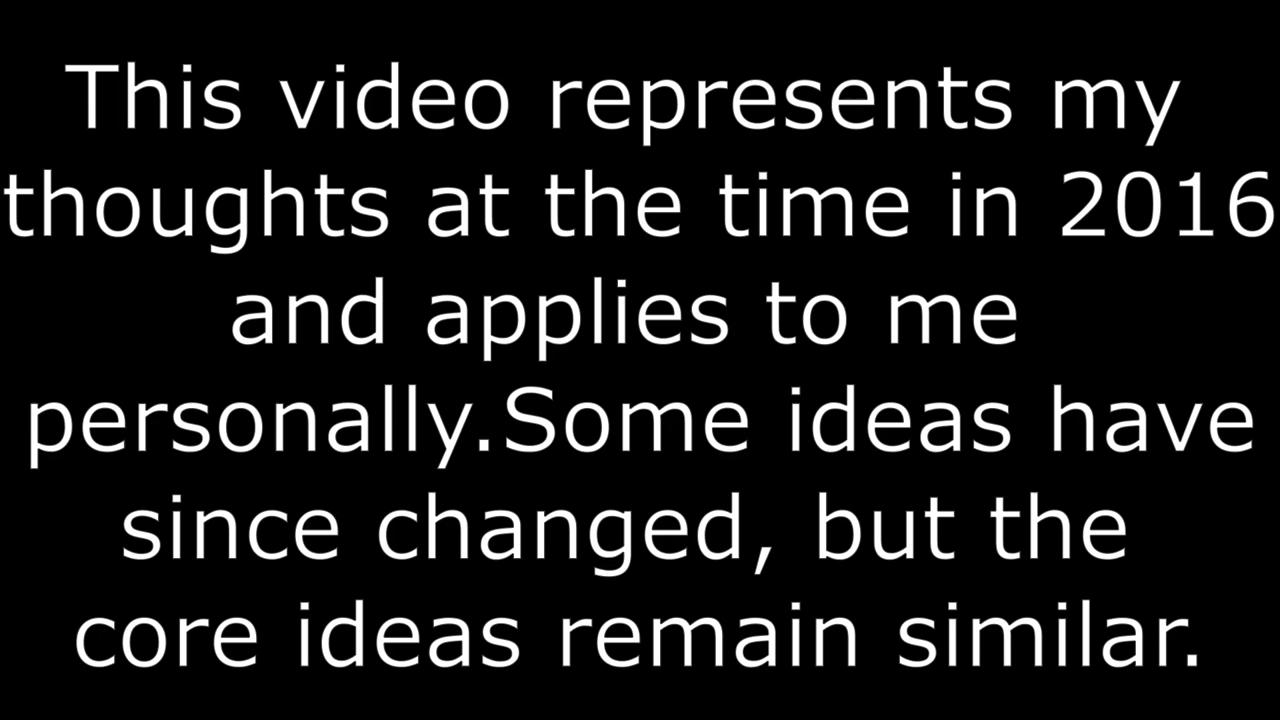 This video represents my
thoughts at the time in 2016
and applies to me
personally.Some ideas have
since changed, but the
core ideas remain similar.